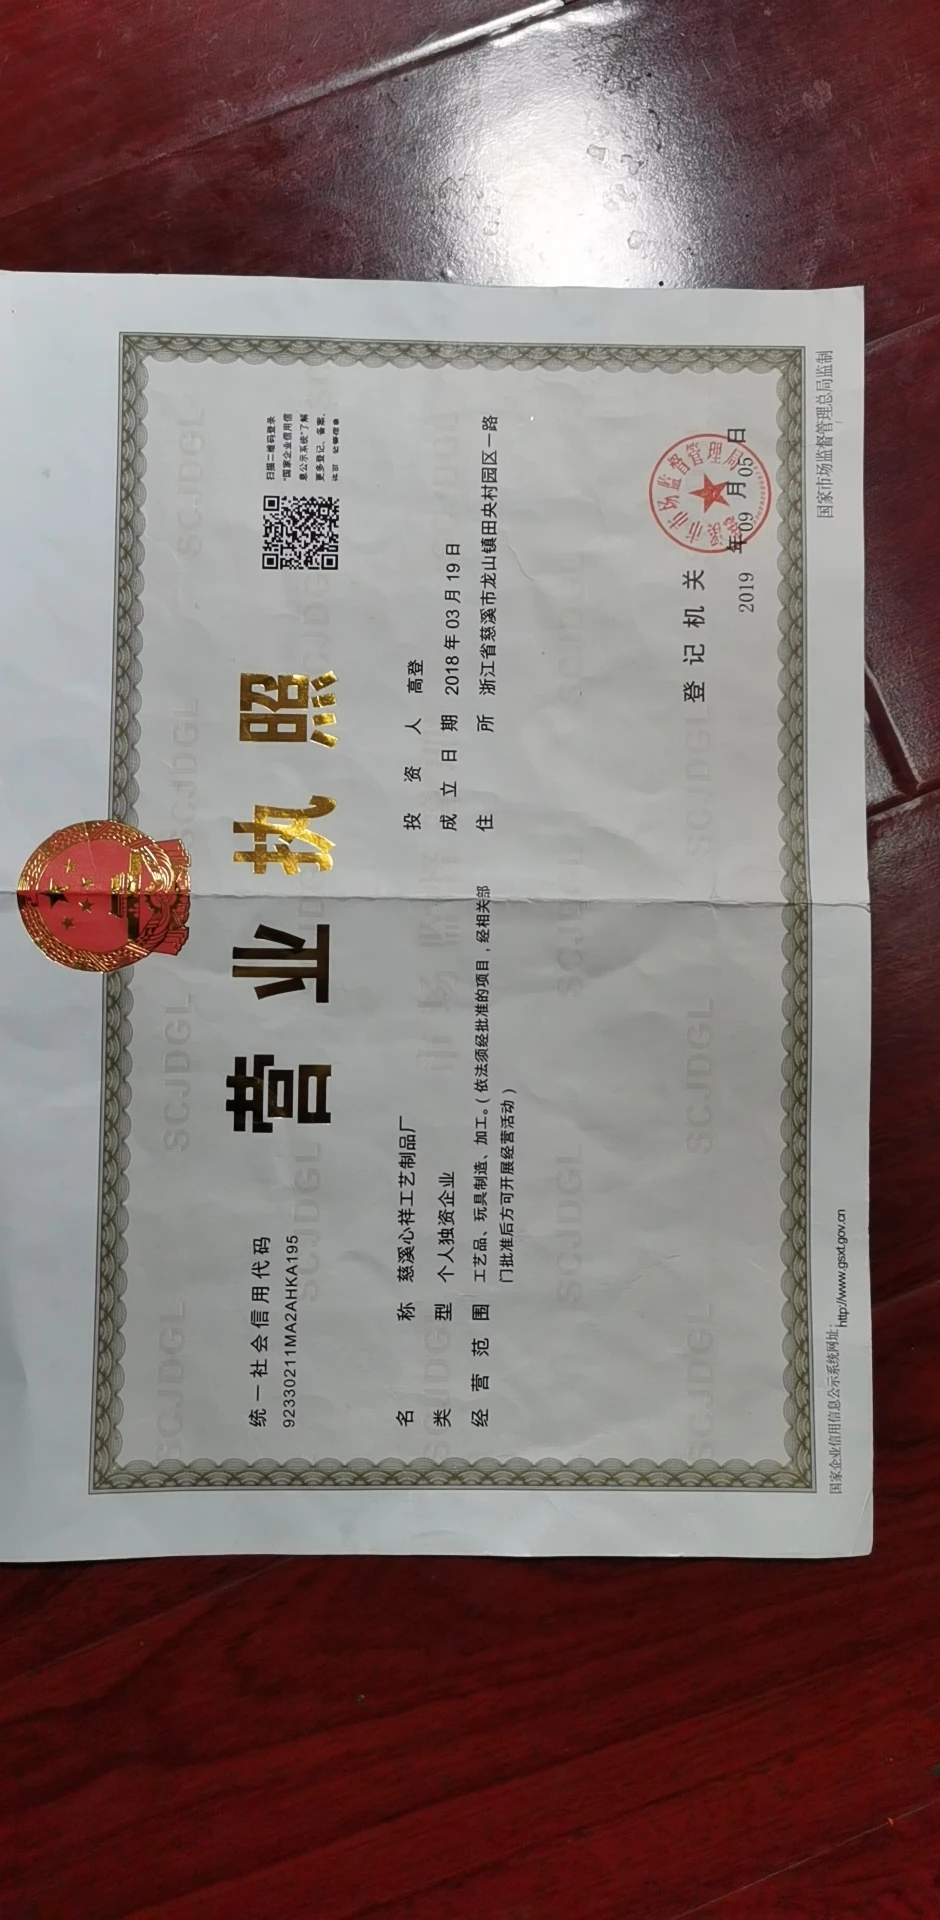 营业执照
统一社会信用代码
92330211MA2AHKA195
扫描二维码登录
“国家企业信用信
息公示系统”了解
更多登记、备案、
名 称 慈溪心祥工艺制品厂
类 型 个人独资企业
经 营 范 围 工艺品、玩具制造、加工。(依法须经批准的项目，经相关部
门批准后方可开展经营活动)
投 资 人 高登
成 立 日 期 2018年03月19日
住 所 浙江省慈溪市龙山镇田央村园区一路
登 记 机 关
2019 年09 月05日
国家企业信用信息公示系统网址:
http://www.gsxt.gov.cn
国家市场监督管理总局监制
SCJDGL